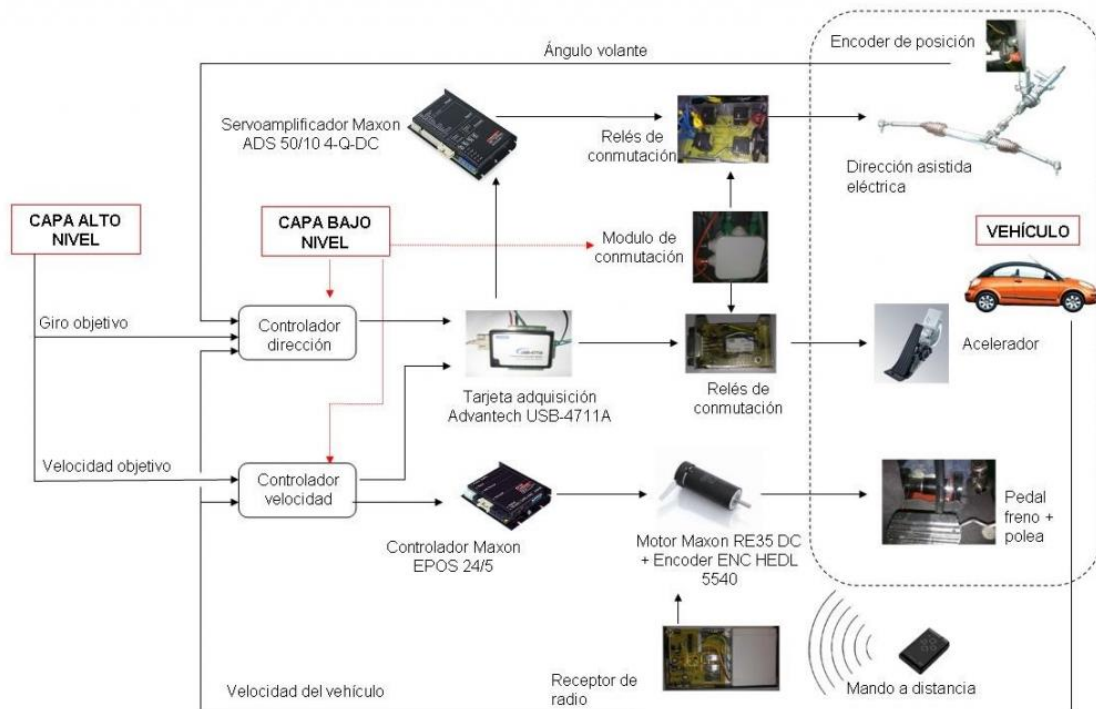 Encoder de posición
Ángulo volante
Servoamplificador Maxon
ADS 50/10 4-Q-DC
Relés de
conmutación
Dirección asistida
eléctrica
CAPA ALTO
NIVEL
CAPA BAJO
NIVEL
Modulo de
conmutación
VEHÍCULO
Giro objetivo
Controlador
dirección
Tarjeta adquisición
Advantech USB-4711A
Relés de
conmutación
Acelerador
Velocidad objetivo
Controlador
velocidad
Controlador Maxon
EPOS 24/5
Motor Maxon RE35 DC
+ Encoder ENC HEDL
5540
Pedal
freno +
polea
Velocidad del vehículo
Receptor de
radio
Mando a distancia